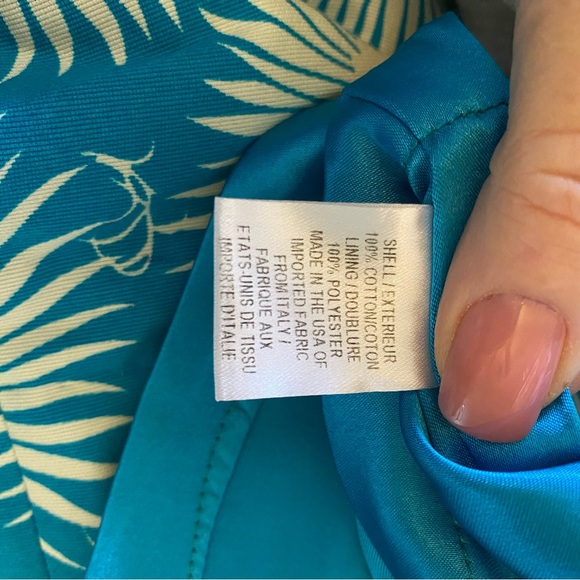 SHELL / EXTERIEUR
100% COTTON/COTON
LINING / DOUBLURE
100% POLYESTER
MADE IN THE USA OF
IMPORTED FABRIC
FROM ITALY /
FABRIQUE AUX
ETATS-UNIS DE TISSU
IMPORTE D'ITALIE